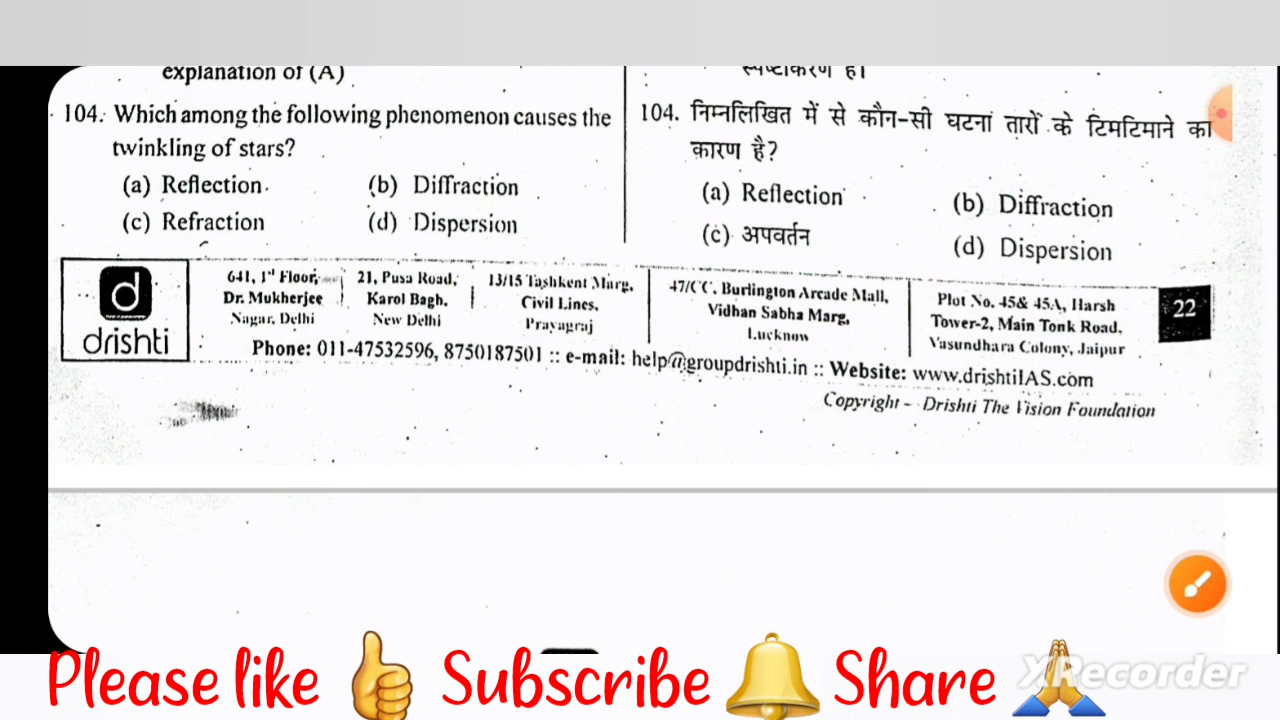 explanation of (A)
104. Which among the following phenomenon causes the
twinkling of stars?
(a) Reflection
(b) Diffraction
(c) Refraction
(d) Dispersion
स्पष्टीकरण है।
104. निम्नलिखित में से कौन-सी घटनां तारों के टिमटिमाने का
कारण है?
(a) Reflection
(b) Diffraction
(c) अपवर्तन
(d) Dispersion
d
drishti
641, 1st Floor,
Dr. Mukherjee
Nagar, Delhi
21, Pusa Road,
Karol Bagh,
New Delhi
13/15 Tashkent Marg,
Civil Lines,
Prayagraj
47/CC, Burlington Arcade Mall,
Vidhan Sabha Marg,
Lucknow
Plot No. 45& 45A, Harsh
Tower-2, Main Tonk Road,
Vasundhara Colony, Jaipur
22
Phone: 011-47532596, 8750187501 :: e-mail: help@groupdrishti.in :: Website: www.drishtiIAS.com
Copyright - Drishti The Vision Foundation
Please like Subscribe Share
XRecorder